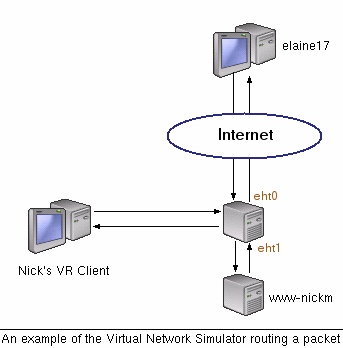 elaine17
Internet
eht0
eht1
Nick's VR Client
www-nickm
An example of the Virtual Network Simulator routing a packet